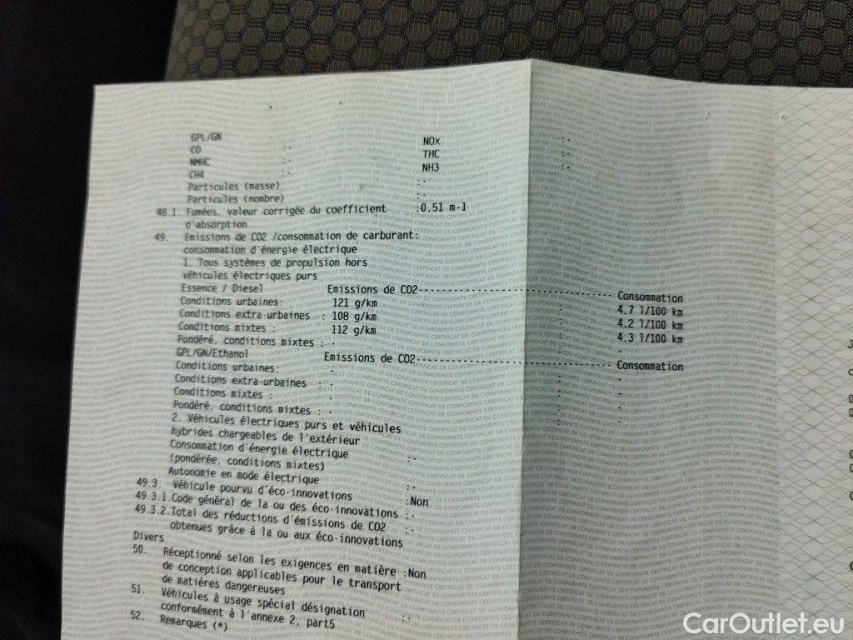 GPL/GN NOx :-
CO :- THC :-
NMHC :- NH3 :-
CH4 :-
Particules (masse) :-
Particules (nombre) :-
48.1. Fumées, valeur corrigée du coefficient :0,51 m-1
d'absorption
49. Emissions de CO2 /consommation de carburant:
consommation d'énergie électrique
1. Tous systèmes de propulsion hors
véhicules électriques purs
Essence / Diesel Emissions de CO2 Consommation
Conditions urbaines: 121 g/km : 4.7 l/100 km
Conditions extra-urbaines : 108 g/km : 4.2 l/100 km
Conditions mixtes : 112 g/km : 4.3 l/100 km
Pondéré, conditions mixtes : - : -
GPL/GN/Ethanol Emissions de CO2 Consommation
Conditions urbaines: - : -
Conditions extra-urbaines : - : -
Conditions mixtes : - : -
Pondéré, conditions mixtes : - : -
2. Véhicules électriques purs et véhicules
hybrides chargeables de l'extérieur
Consommation d'énergie électrique
(pondérée, conditions mixtes) :-
Autonomie en mode électrique :-
49.3. Véhicule pourvu d'éco-innovations :Non
49.3.1.Code général de la ou des éco-innovations :-
49.3.2.Total des réductions d'émissions de CO2 :-
obtenues grâce à la ou aux éco-innovations
Divers
50. Réceptionné selon les exigences en matière :Non
de conception applicables pour le transport
de matières dangereuses
51. Véhicules à usage spécial désignation :-
conformément à l'annexe 2, part5
52. Remarques (*)
CarOutlet.eu